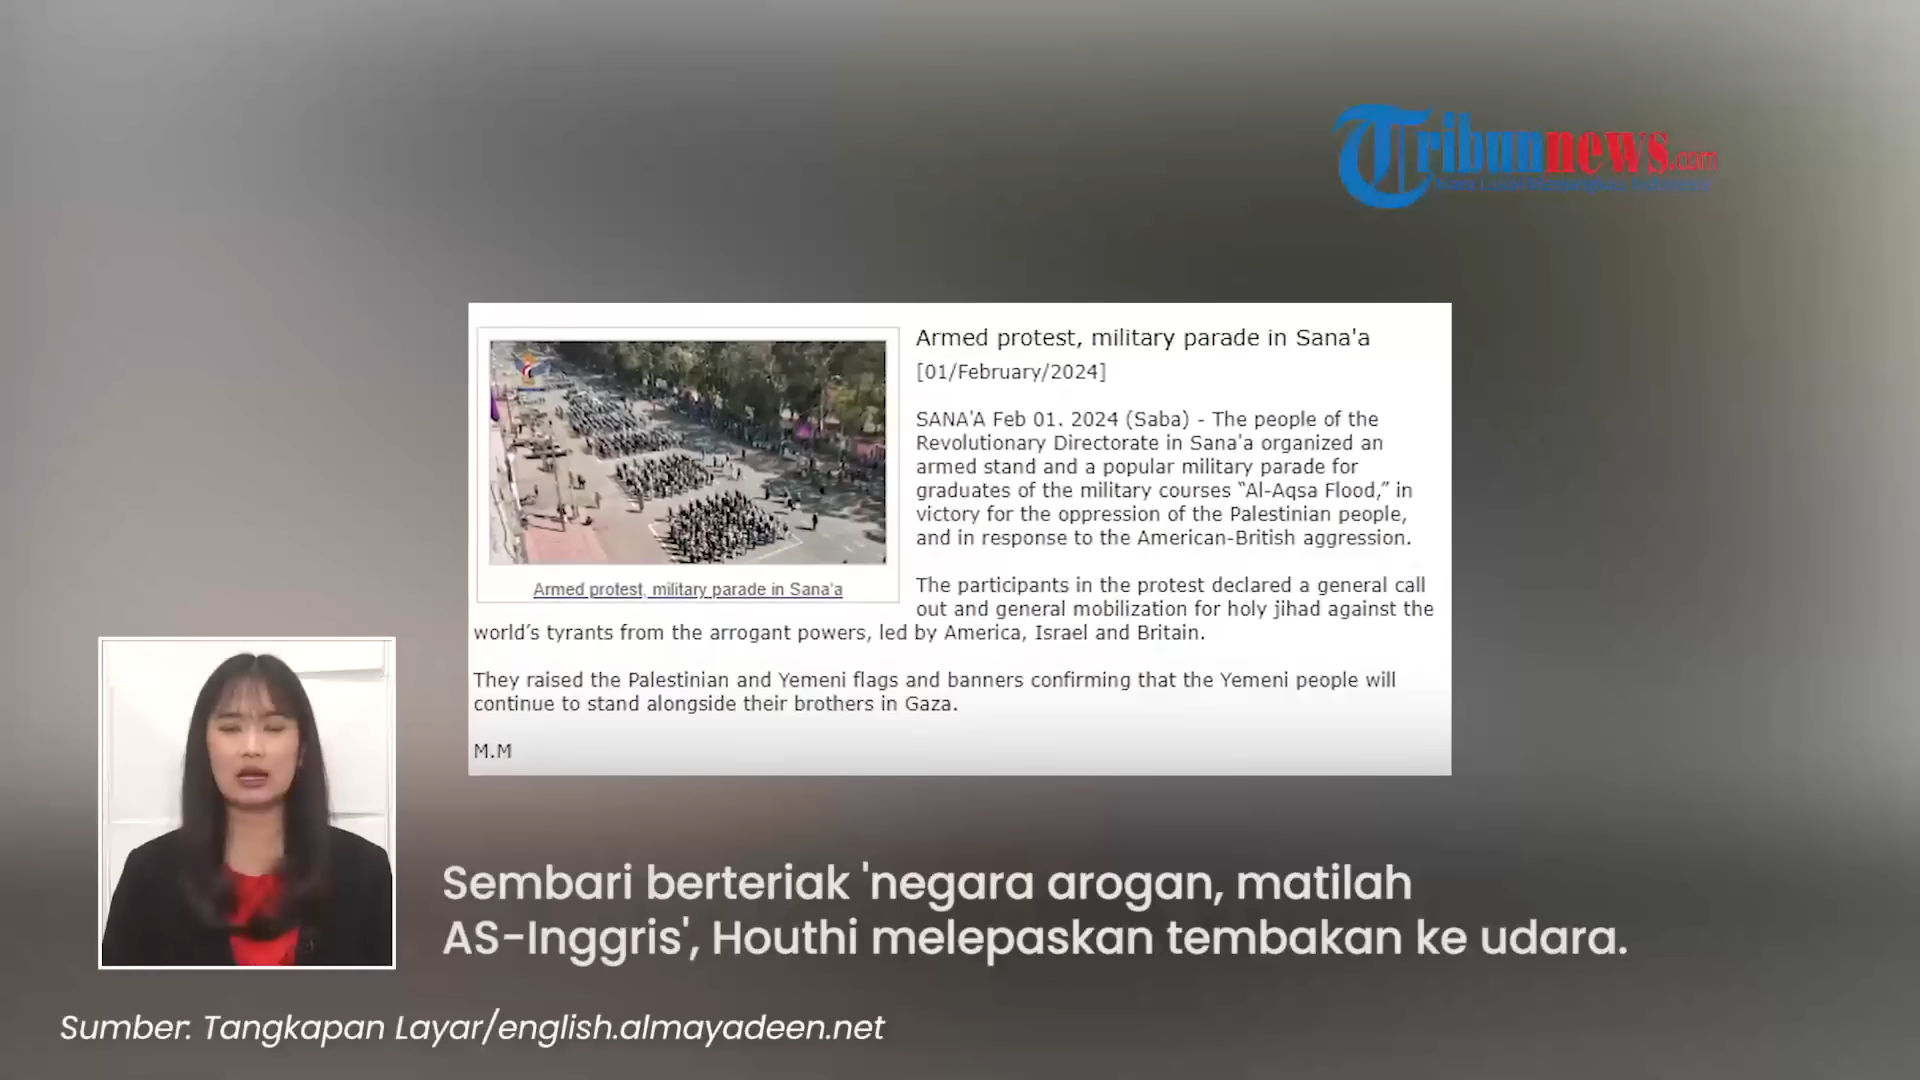 Tribunnews.com
Mata Lokal Menjangkau Indonesia
Armed protest, military parade in Sana'a
[01/February/2024]
SANA'A Feb 01. 2024 (Saba) - The people of the
Revolutionary Directorate in Sana'a organized an
armed stand and a popular military parade for
graduates of the military courses “Al-Aqsa Flood,” in
victory for the oppression of the Palestinian people,
and in response to the American-British aggression.
Armed protest, military parade in Sana'a
The participants in the protest declared a general call
out and general mobilization for holy jihad against the
world’s tyrants from the arrogant powers, led by America, Israel and Britain.
They raised the Palestinian and Yemeni flags and banners confirming that the Yemeni people will
continue to stand alongside their brothers in Gaza.
M.M
Sembari berteriak 'negara arogan, matilah
AS-Inggris', Houthi melepaskan tembakan ke udara.
Sumber: Tangkapan Layar/english.almayadeen.net